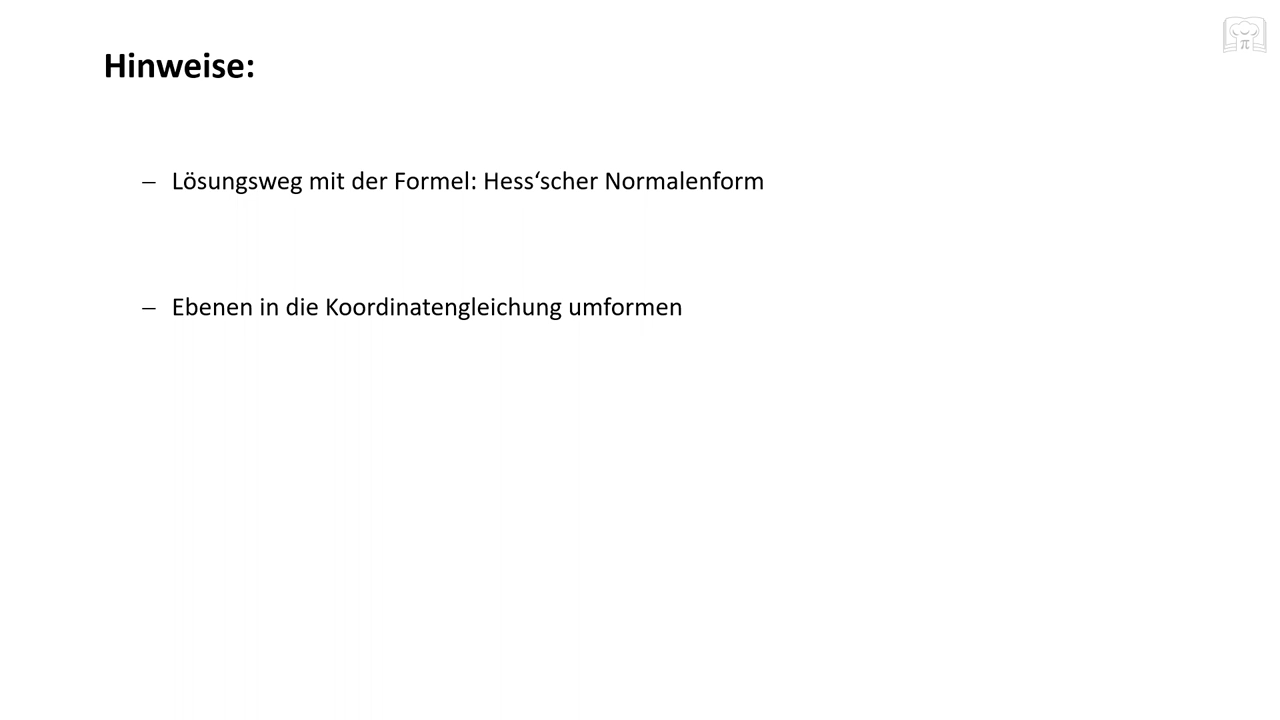 Hinweise:
– Lösungsweg mit der Formel: Hess‘scher Normalenform
– Ebenen in die Koordinatengleichung umformen
π